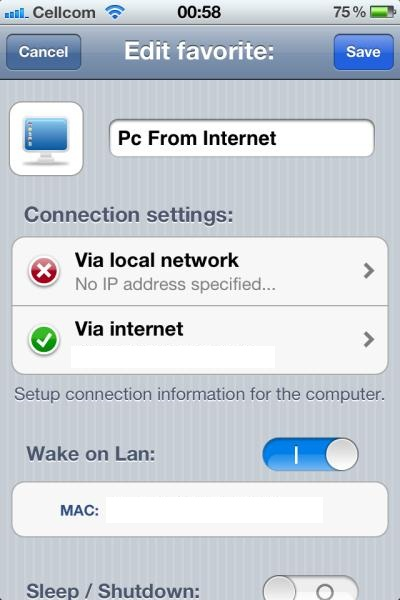 Cellcom 00:58 75%
Cancel Edit favorite: Save
Pc From Internet
Connection settings:
Via local network
No IP address specified...
Via internet
Setup connection information for the computer.
Wake on Lan:
MAC:
Sleep / Shutdown: